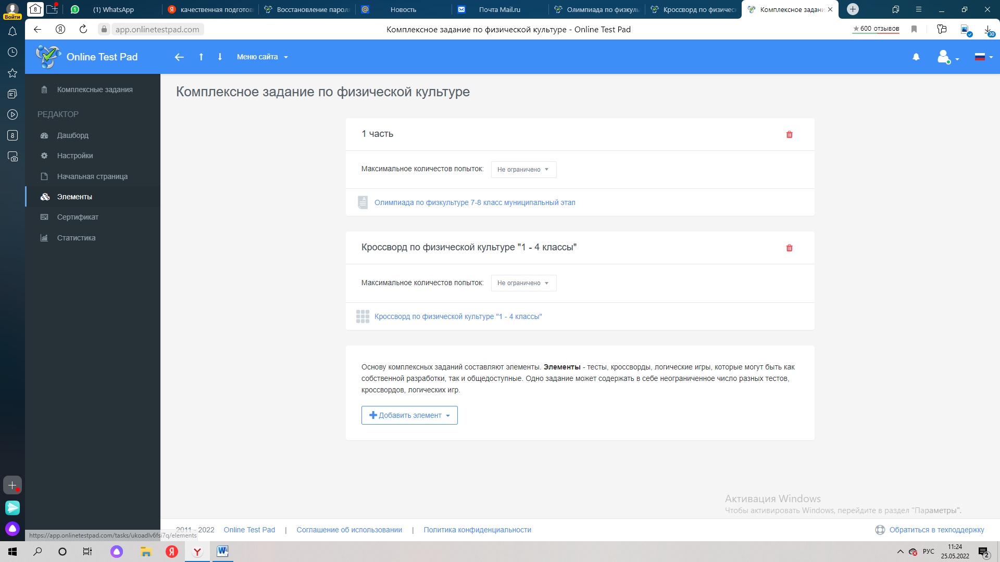 Войти
8
(1) WhatsApp
качественная подготов
Восстановление пароля
Новость
Почта Mail.ru
Олимпиада по физкуль
Кроссворд по физическ
Комплексное задани
app.onlinetestpad.com
Комплексное задание по физической культуре - Online Test Pad
★ 600 отзывов
30
Online Test Pad
Меню сайта
Комплексные задания
РЕДАКТОР
Дашборд
Настройки
Начальная страница
Элементы
Сертификат
Статистика
8
Комплексное задание по физической культуре
1 часть
Максимальное количестов попыток:
Не ограничено
Олимпиада по физкультуре 7-8 класс муниципальный этап
Кроссворд по физической культуре "1 - 4 классы"
Максимальное количестов попыток:
Не ограничено
Кроссворд по физической культуре "1 - 4 классы"
Основу комплексных заданий составляют элементы. Элементы - тесты, кроссворды, логические игры, которые могут быть как
собственной разработки, так и общедоступные. Одно задание может содержать в себе неограниченное число разных тестов,
кроссвордов, логических игр.
Добавить элемент
Активация Windows
Чтобы активировать Windows, перейдите в раздел "Параметры".
https://app.onlinetestpad.com/tasks/ukoadlv6fsi7q/elements
2011 - 2022
Online Test Pad
|
Соглашение об использовании
|
Политика конфиденциальности
Обратиться в техподдержку
РУС
11:24
25.05.2022
2